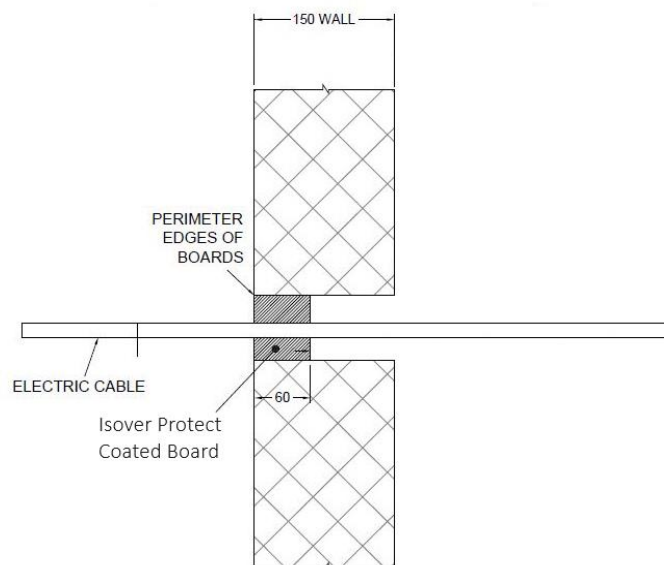 150 WALL
PERIMETER
EDGES OF
BOARDS
ELECTRIC CABLE
60
Isover Protect
Coated Board